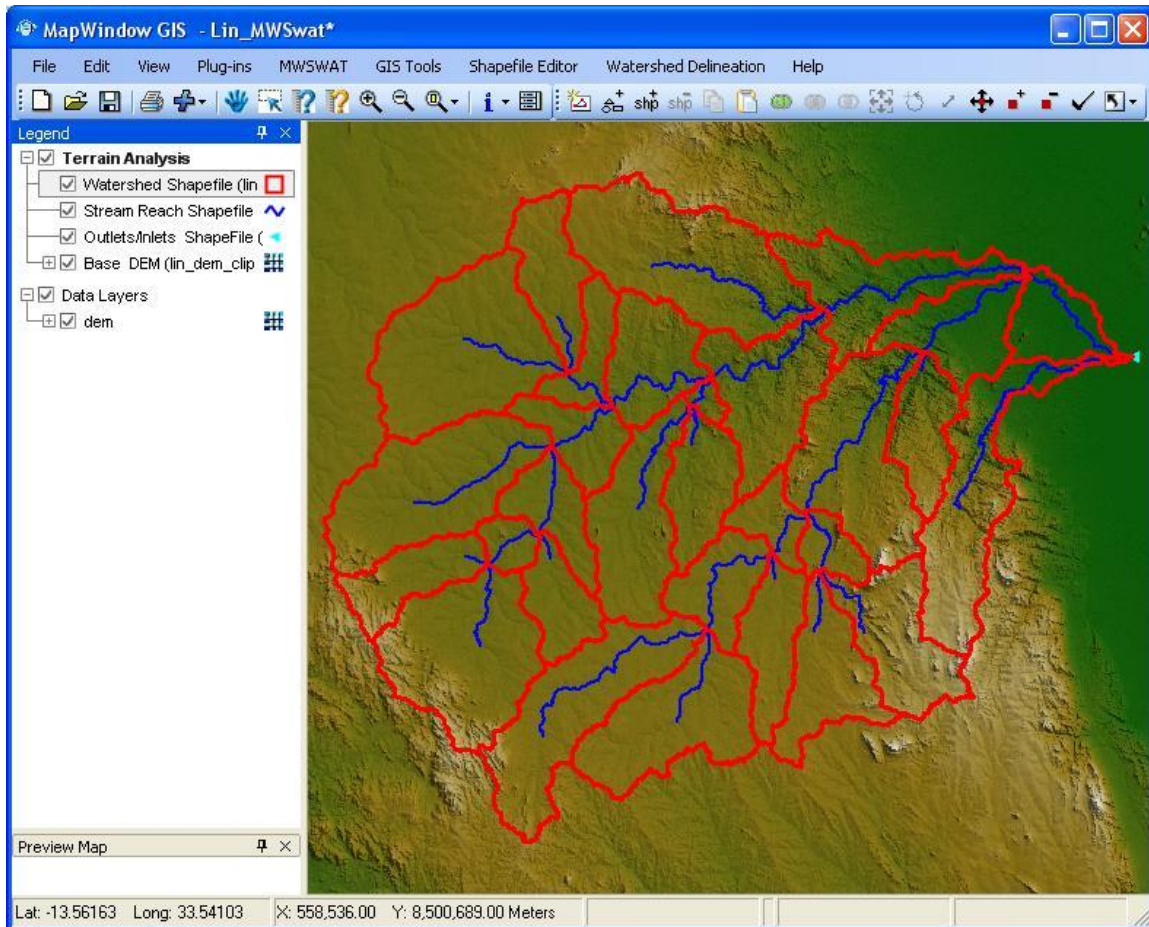 MapWindow GIS - Lin_MWSwat*
File Edit View Plug-ins MWSWAT GIS Tools Shapefile Editor Watershed Delineation Help
shp shp
Legend
Terrain Analysis
Watershed Shapefile (lin
Stream Reach Shapefile
Outlets/Inlets ShapeFile (
Base DEM (lin_dem_clip
Data Layers
dem
Preview Map
Lat: -13.56163 Long: 33.54103 X: 558,536.00 Y: 8,500,689.00 Meters